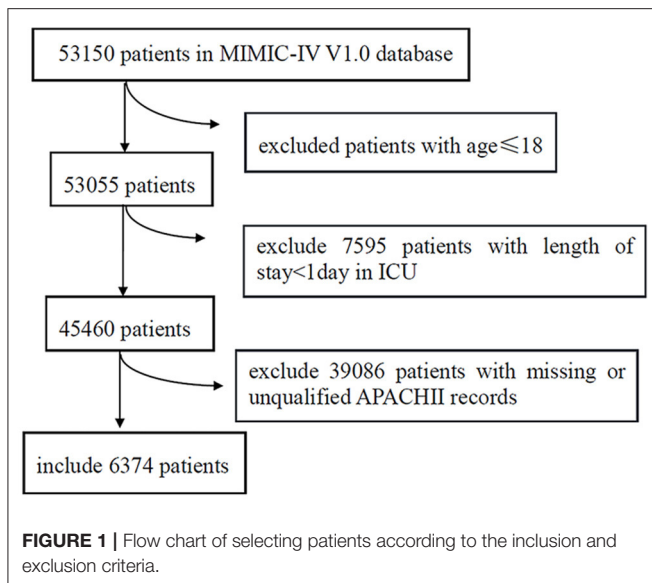 53150 patients in MIMIC-IV V1.0 database
excluded patients with age≤18
53055 patients
exclude 7595 patients with length of
stay<1day in ICU
45460 patients
exclude 39086 patients with missing or
unqualified APACHII records
include 6374 patients
FIGURE 1 | Flow chart of selecting patients according to the inclusion and
exclusion criteria.